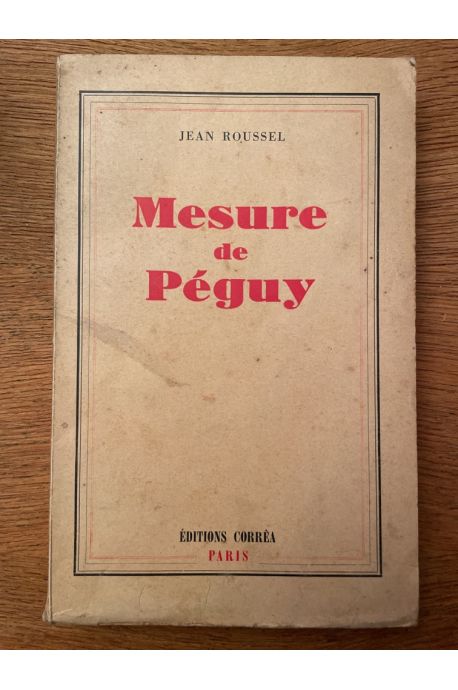 JEAN ROUSSEL
Mesure
de
Péguy
ÉDITIONS CORRÊA
PARIS